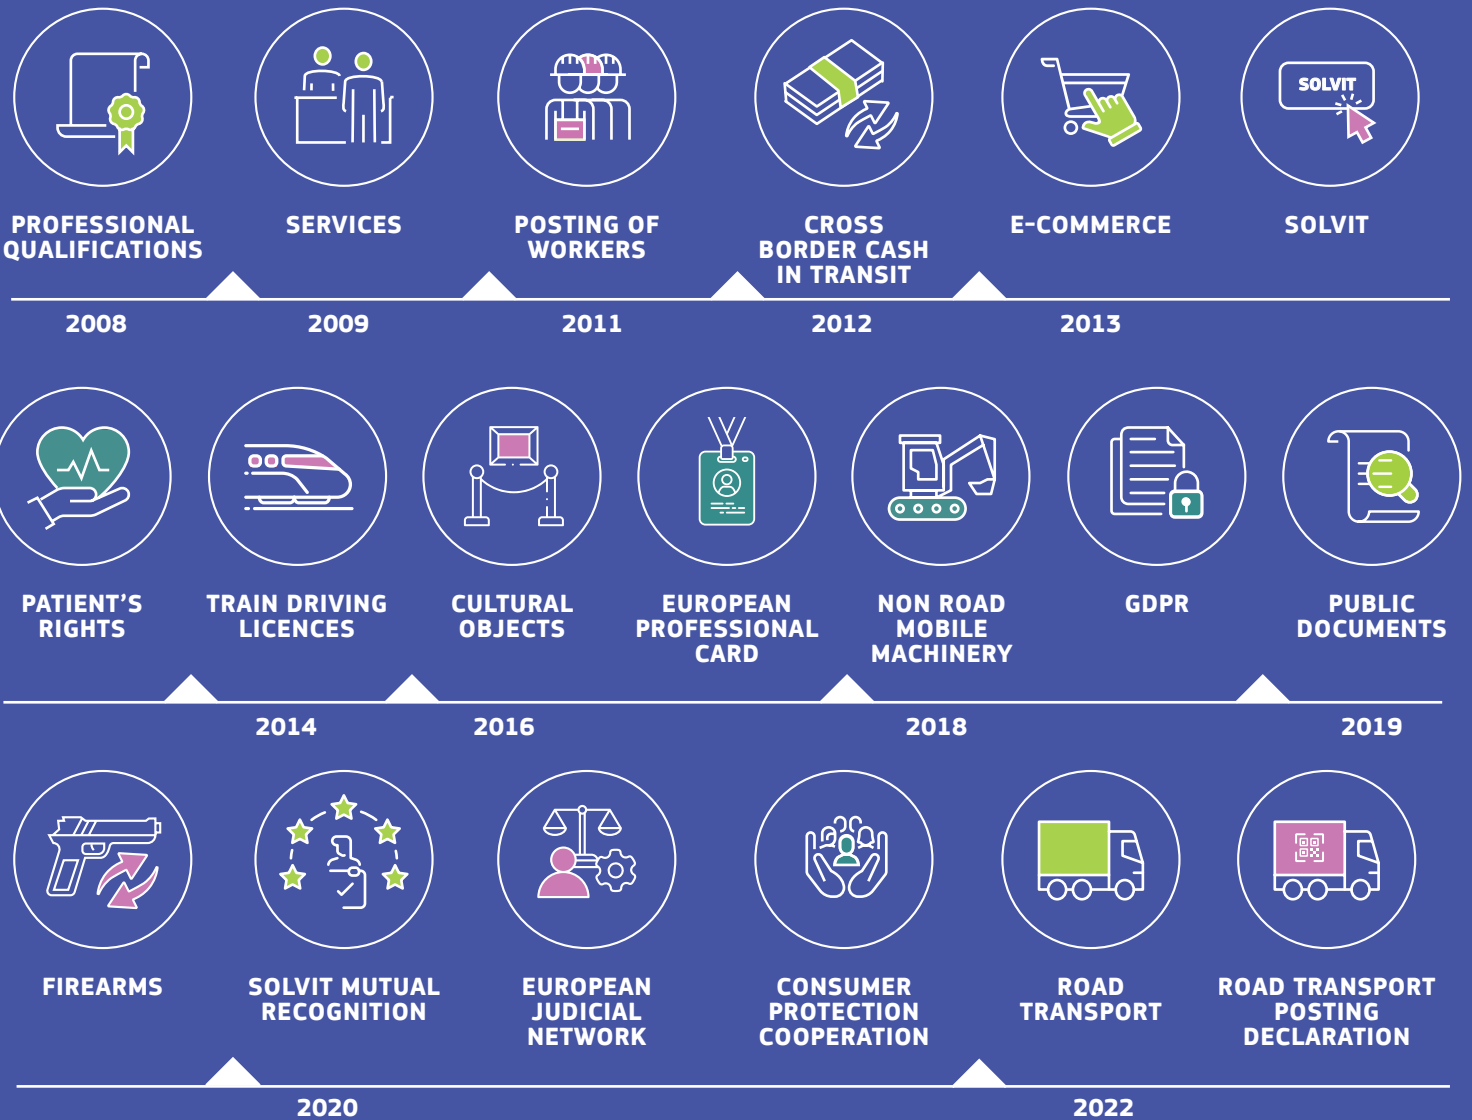 SOLVIT
PROFESSIONAL
QUALIFICATIONS
SERVICES
POSTING OF
WORKERS
CROSS
BORDER CASH
IN TRANSIT
E-COMMERCE
SOLVIT
2008
2009
2011
2012
2013
PATIENT'S
RIGHTS
TRAIN DRIVING
LICENCES
CULTURAL
OBJECTS
EUROPEAN
PROFESSIONAL
CARD
NON ROAD
MOBILE
MACHINERY
GDPR
PUBLIC
DOCUMENTS
2014
2016
2018
2019
FIREARMS
SOLVIT MUTUAL
RECOGNITION
EUROPEAN
JUDICIAL
NETWORK
CONSUMER
PROTECTION
COOPERATION
ROAD
TRANSPORT
ROAD TRANSPORT
POSTING
DECLARATION
2020
2022